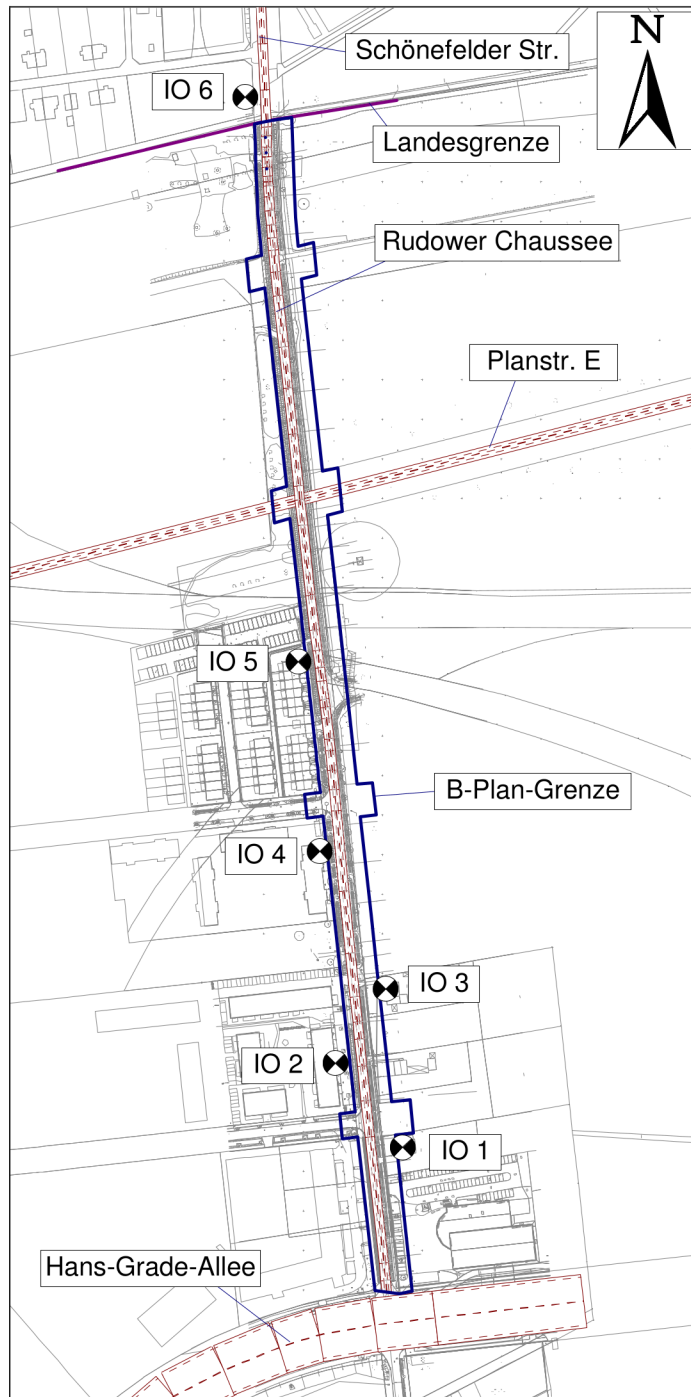 Schönefelder Str.
N
IO 6
Landesgrenze
Rudower Chaussee
Planstr. E
IO 5
B-Plan-Grenze
IO 4
IO 3
IO 2
IO 1
Hans-Grade-Allee